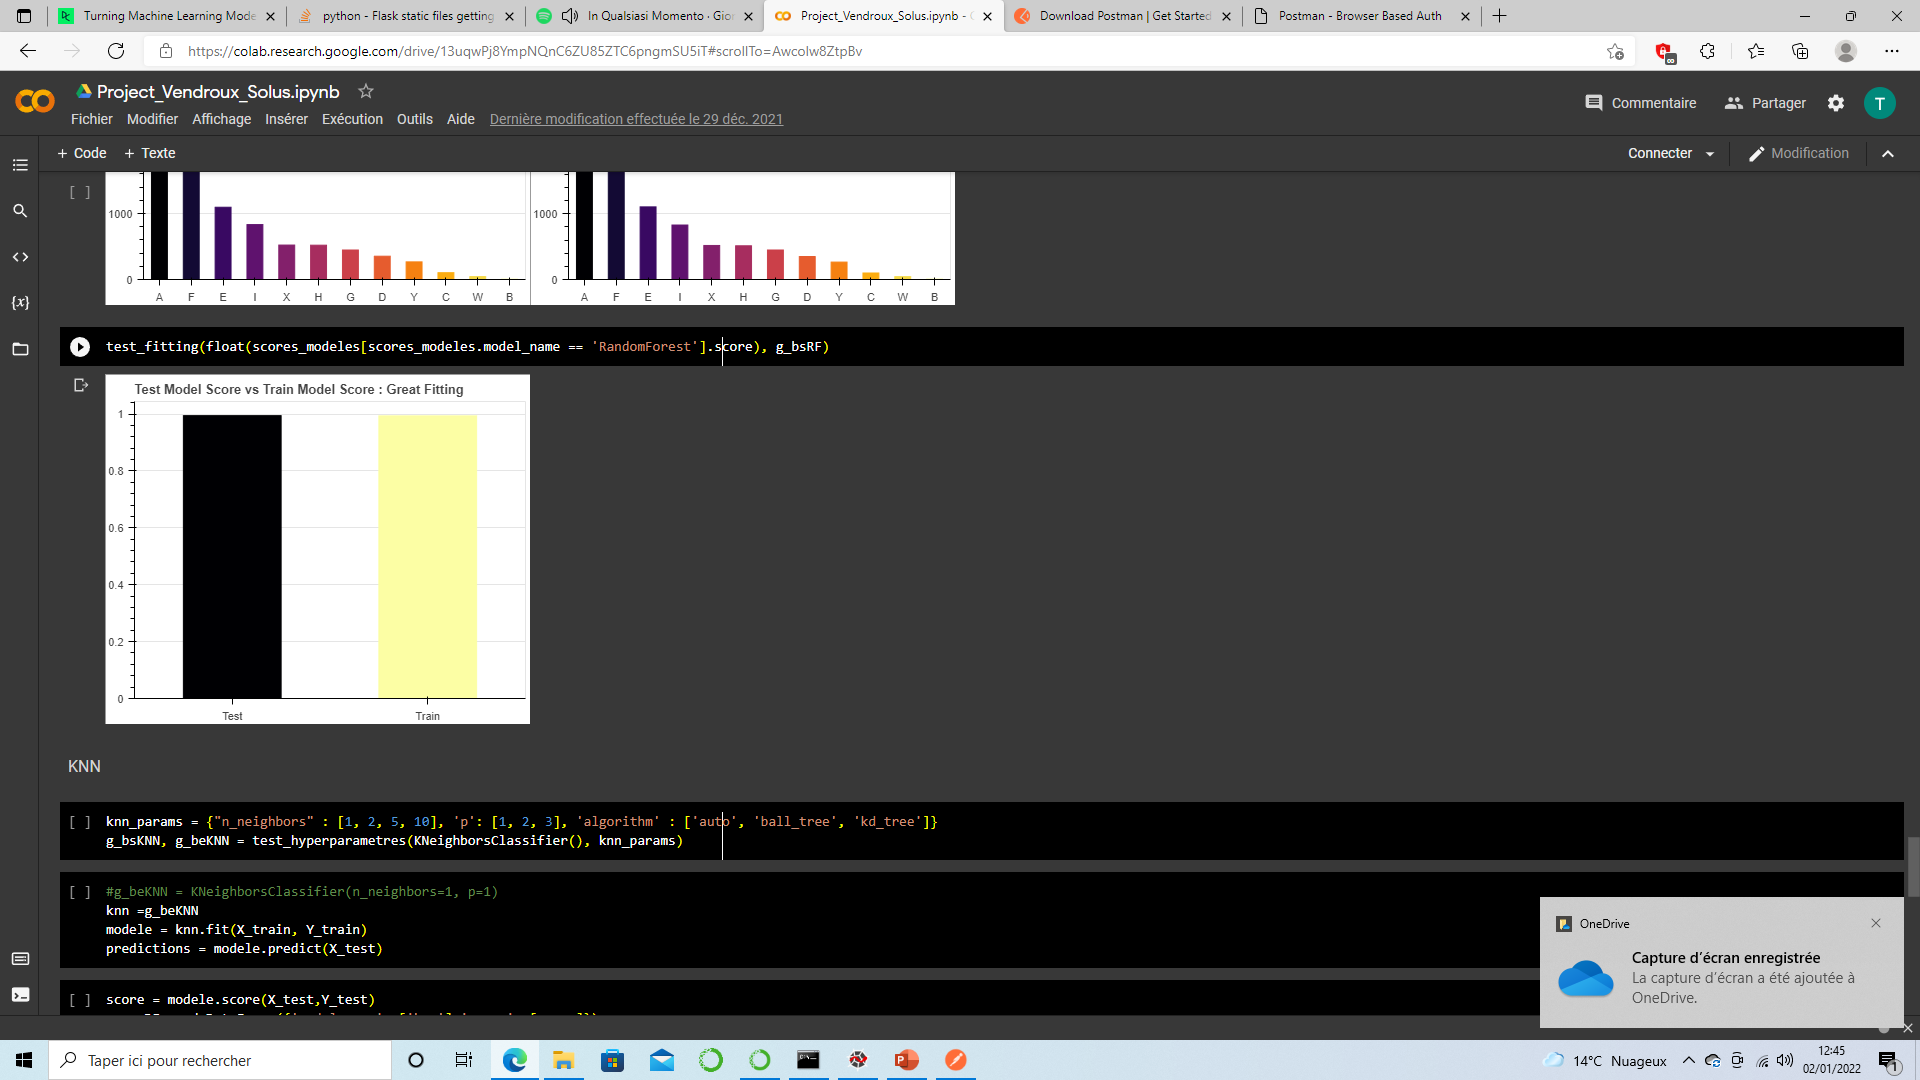 Turning Machine Learning Mode
python - Flask static files getting
In Qualsiasi Momento · Gior
Project_Vendroux_Solus.ipynb - C
Download Postman | Get Started
Postman - Browser Based Auth
https://colab.research.google.com/drive/13uqwPj8YmpNQnC6ZU85ZTC6pngmSU5iT#scrollTo=AwcoIw8ZtpBv
Project_Vendroux_Solus.ipynb
Commentaire
Partager
T
Fichier Modifier Affichage Insérer Exécution Outils Aide Dernière modification effectuée le 29 déc. 2021
+ Code + Texte
Connecter
Modification
[ ]
1000
0
A F E I X H G D Y C W B
1000
0
A F E I X H G D Y C W B
test_fitting(float(scores_modeles[scores_modeles.model_name == 'RandomForest'].score), g_bsRF)
Test Model Score vs Train Model Score : Great Fitting
1
0.8
0.6
0.4
0.2
0
Test Train
KNN
[ ] knn_params = {"n_neighbors" : [1, 2, 5, 10], 'p': [1, 2, 3], 'algorithm' : ['auto', 'ball_tree', 'kd_tree']}
g_bsKNN, g_beKNN = test_hyperparametres(KNeighborsClassifier(), knn_params)
[ ] #g_beKNN = KNeighborsClassifier(n_neighbors=1, p=1)
knn =g_beKNN
modele = knn.fit(X_train, Y_train)
predictions = modele.predict(X_test)
[ ] score = modele.score(X_test,Y_test)
OneDrive
Capture d'écran enregistrée
La capture d'écran a été ajoutée à
OneDrive.
Taper ici pour rechercher
14°C Nuageux
12:45
02/01/2022
1